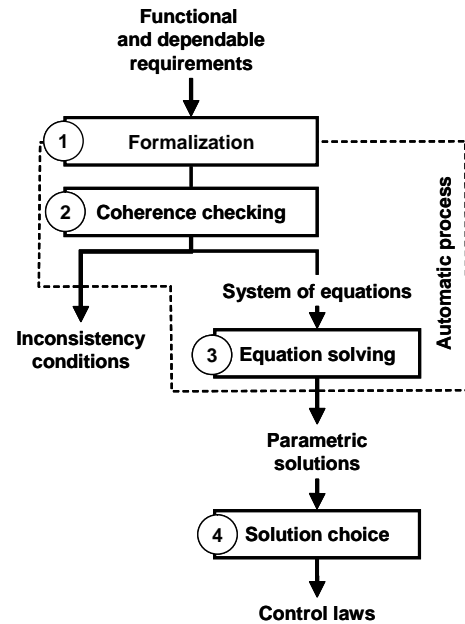 Functional
and dependable
requirements
1
Formalization
2
Coherence checking
Automatic process
System of equations
Inconsistency
conditions
3
Equation solving
Parametric
solutions
4
Solution choice
Control laws